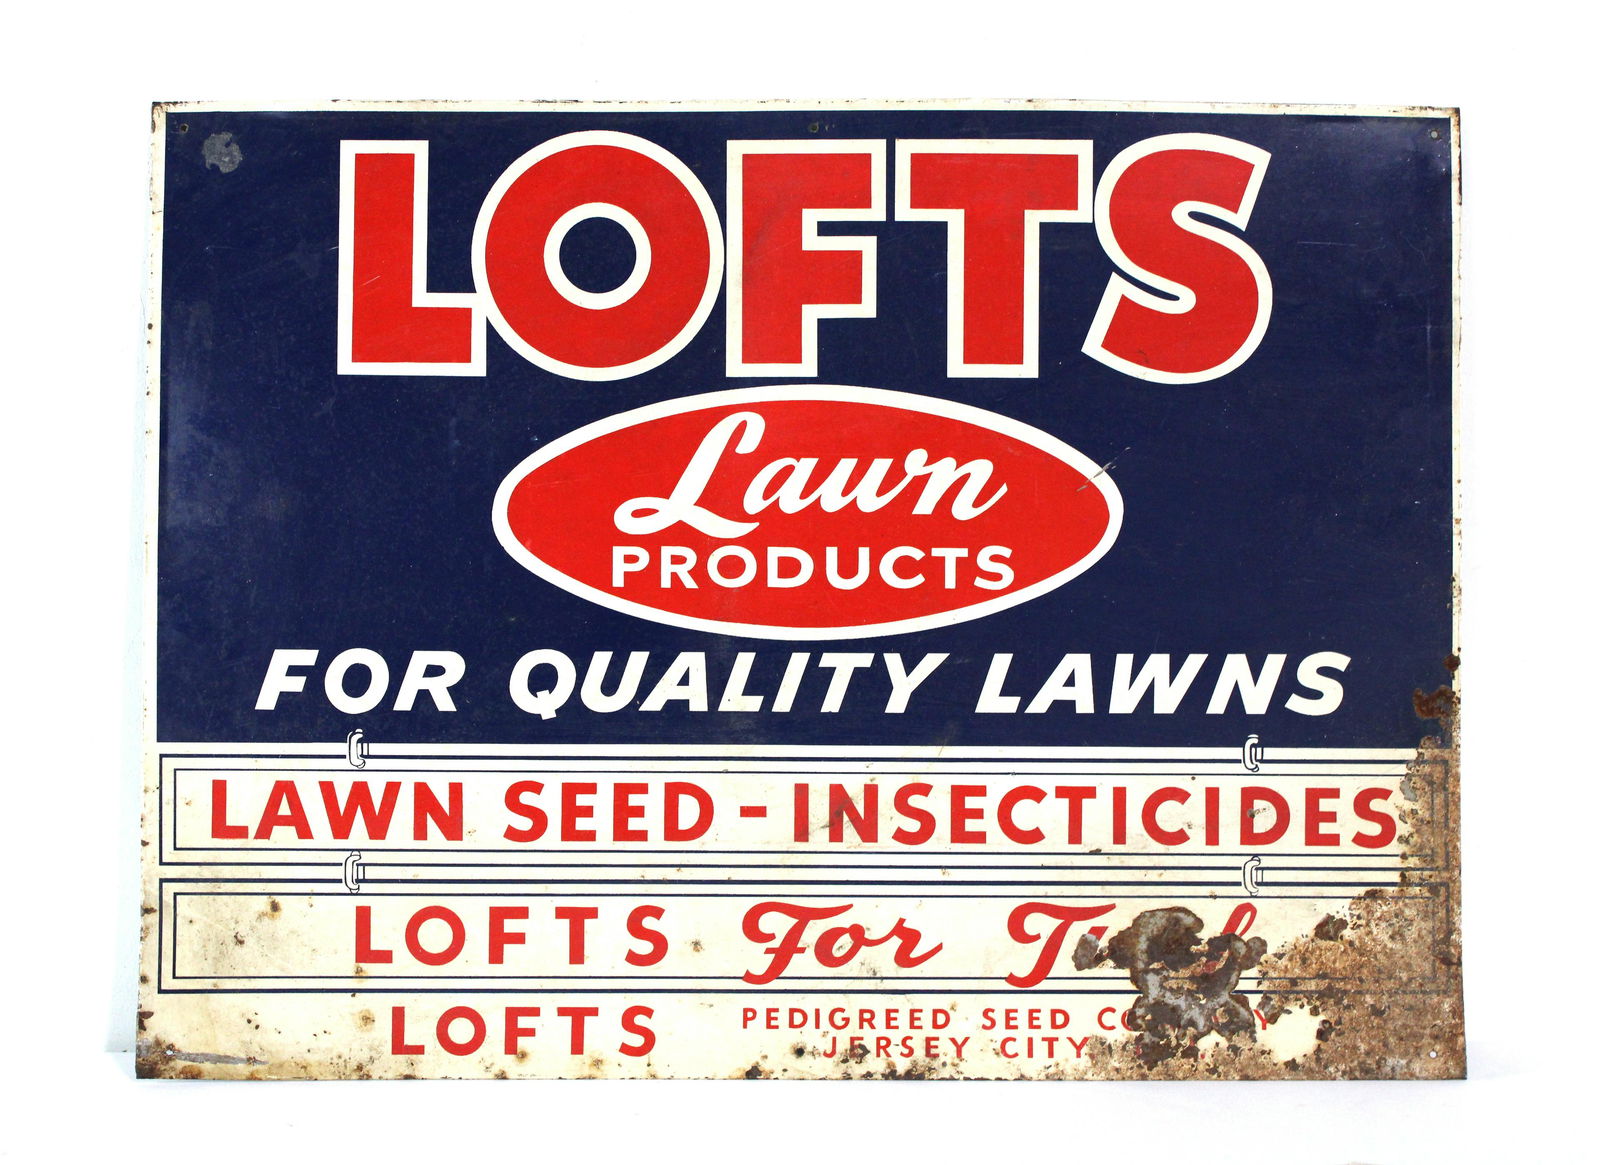 LOFTS
Lawn
PRODUCTS
FOR QUALITY LAWNS
LAWN SEED - INSECTICIDES
LOFTS For
LOFTS
PEDIGREED SEED
JERSEY CITY